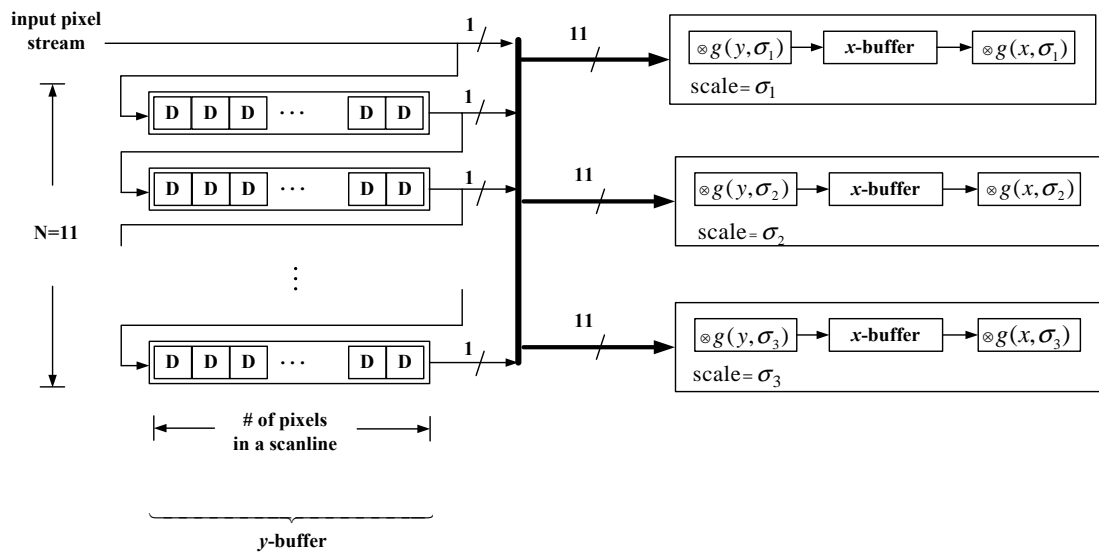 input pixel
stream
1
11
⊗g(y,σ₁)
x-buffer
⊗g(x,σ₁)
scale=σ₁
D D D ··· D D
1
D D D ··· D D
1
11
⊗g(y,σ₂)
x-buffer
⊗g(x,σ₂)
scale=σ₂
N=11
⋮
D D D ··· D D
1
11
⊗g(y,σ₃)
x-buffer
⊗g(x,σ₃)
scale=σ₃
# of pixels
in a scanline
y-buffer